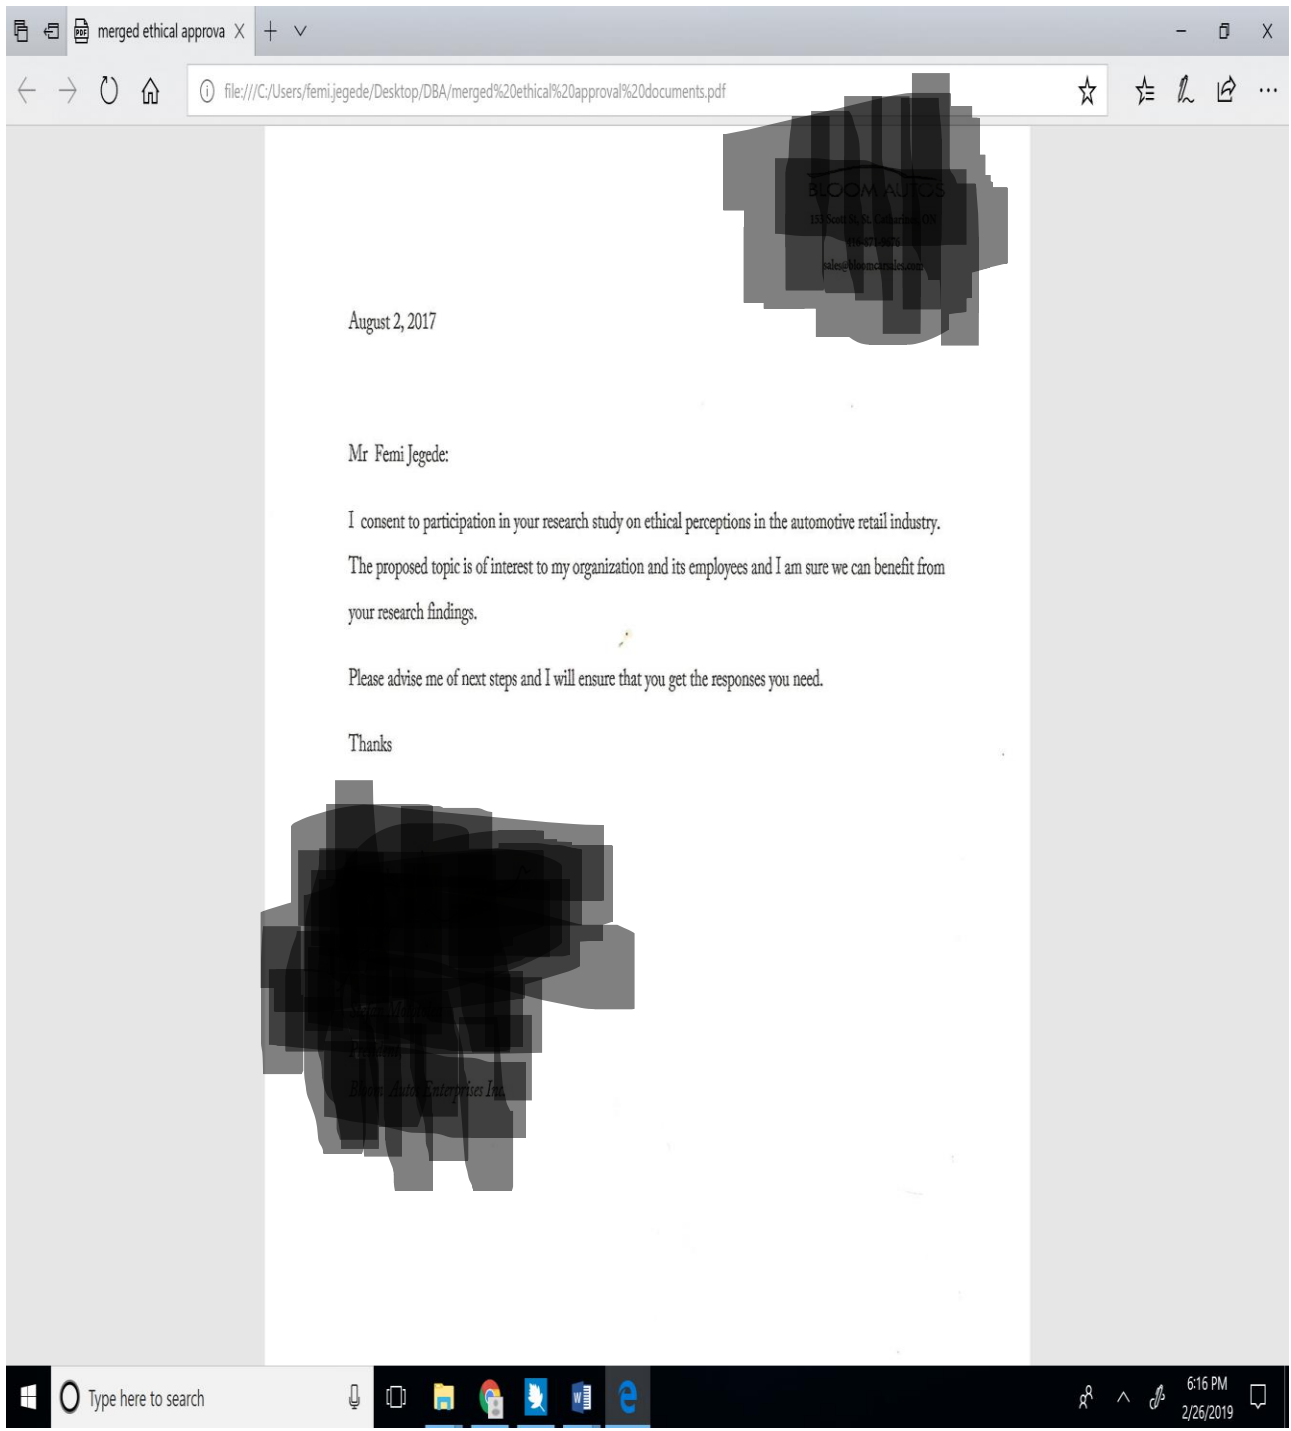 merged ethical approva
file:///C:/Users/femi.jegede/Desktop/DBA/merged%20ethical%20approval%20documents.pdf
August 2, 2017
Mr Femi Jegede:
I consent to participation in your research study on ethical perceptions in the automotive retail industry.
The proposed topic is of interest to my organization and its employees and I am sure we can benefit from
your research findings.
Please advise me of next steps and I will ensure that you get the responses you need.
Thanks
Type here to search
6:16 PM
2/26/2019